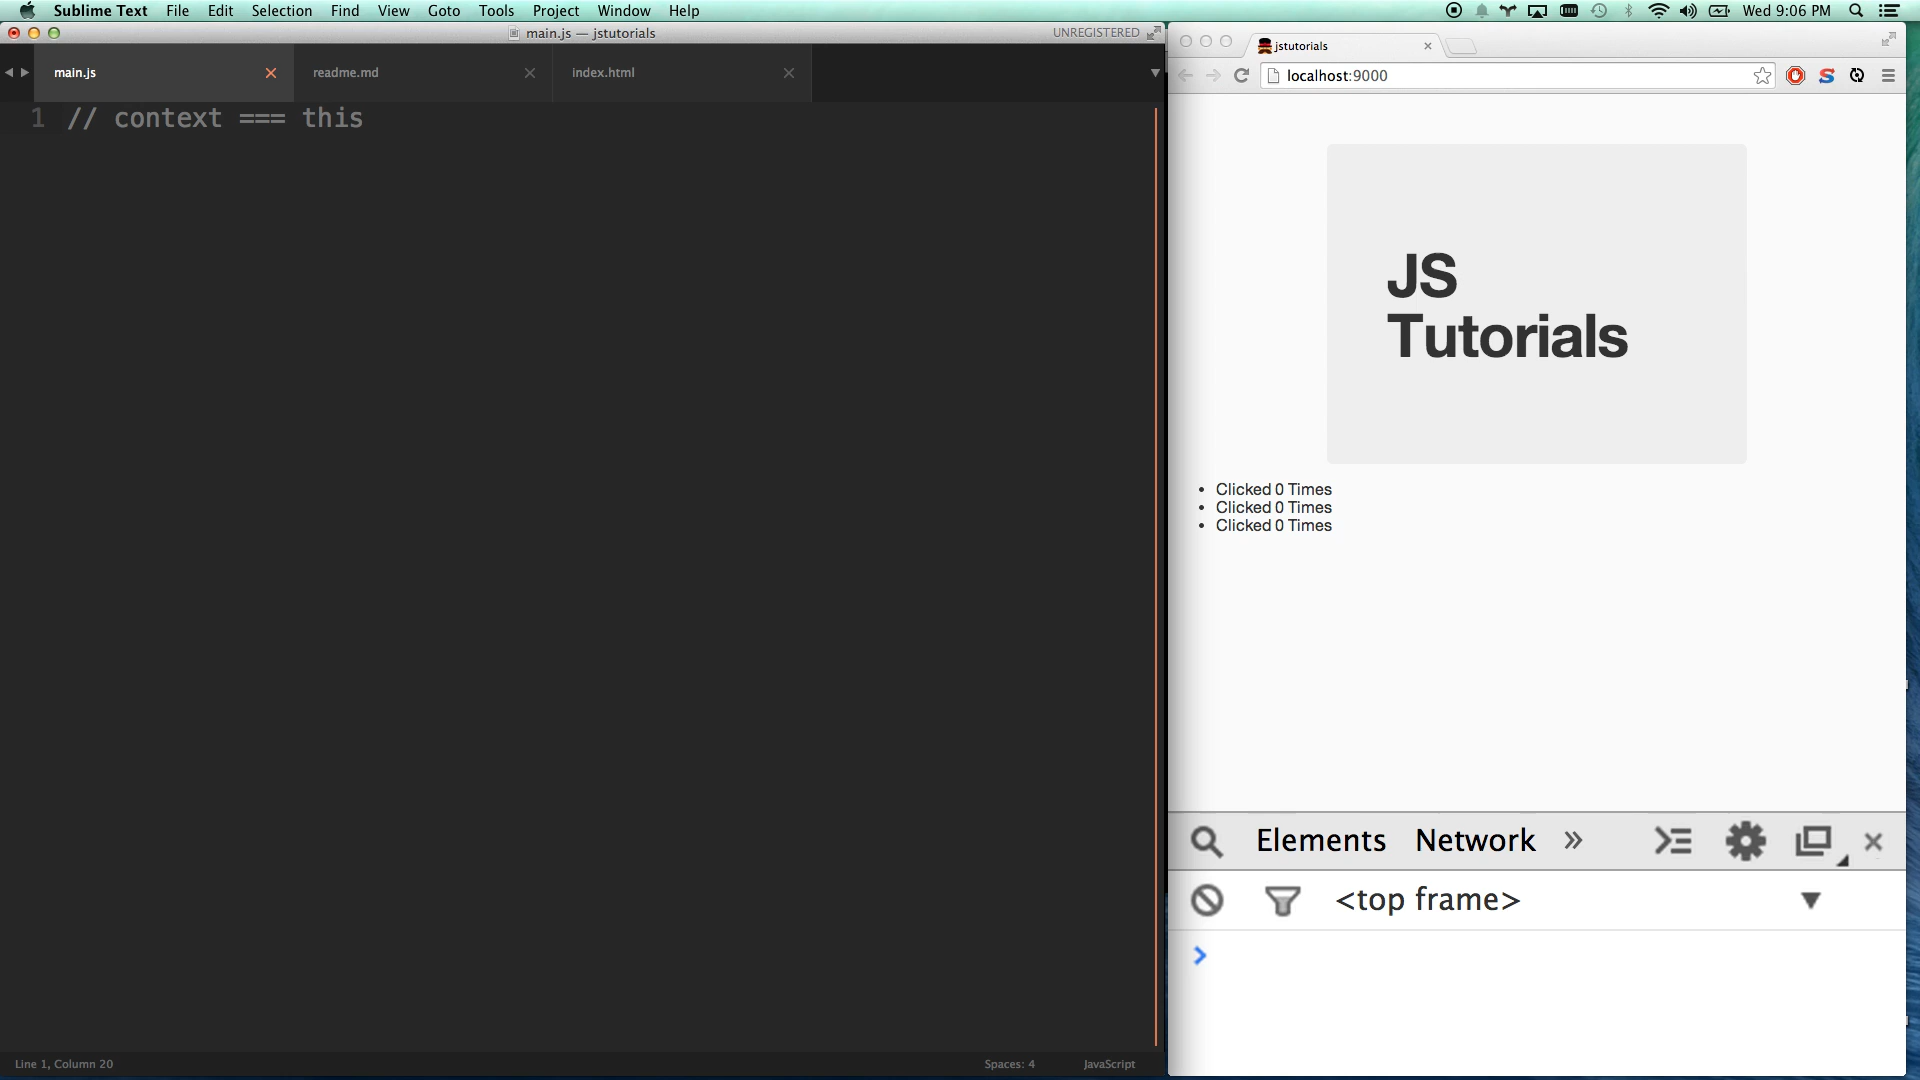 Sublime Text File Edit Selection Find View Goto Tools Project Window Help Wed 9:06 PM
main.js — jstutorials UNREGISTERED
main.js readme.md index.html
1 // context === this
Line 1, Column 20 Spaces: 4 JavaScript
jstutorials
localhost:9000
JS
Tutorials
• Clicked 0 Times
• Clicked 0 Times
• Clicked 0 Times
Elements Network »
<top frame>